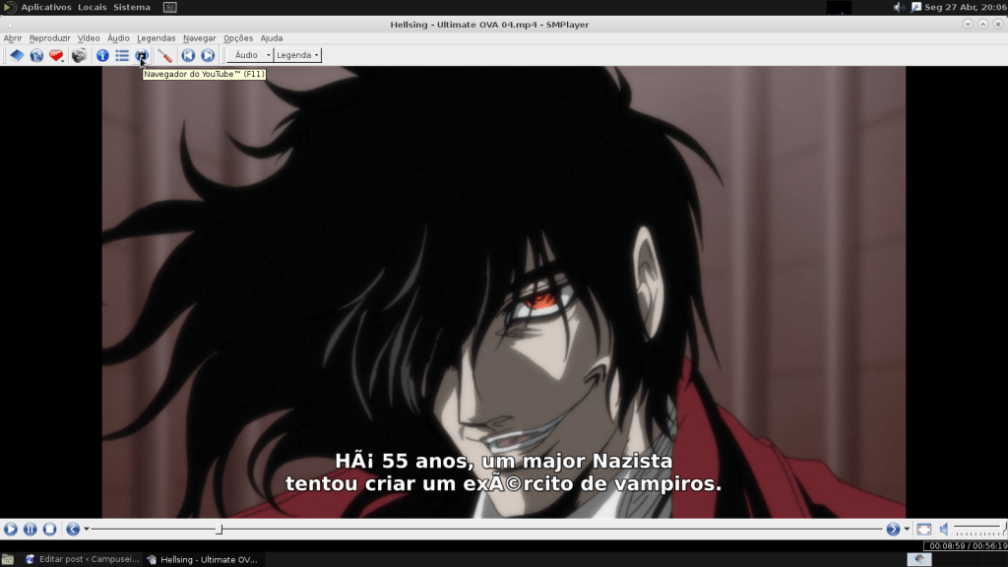 Aplicativos Locais Sistema
Seg 27 Abr, 20:06
Hellsing - Ultimate OVA 04.mp4 - SMPlayer
Abrir Reproduzir Vídeo Áudio Legendas Navegar Opções Ajuda
Áudio Legenda
Navegador do YouTube™ (F11)
HÃ¡ 55 anos, um major Nazista
tentou criar um exÃ©rcito de vampiros.
00:08:59 / 00:56:19
Editar post ‹ Campusei... Hellsing - Ultimate OV...